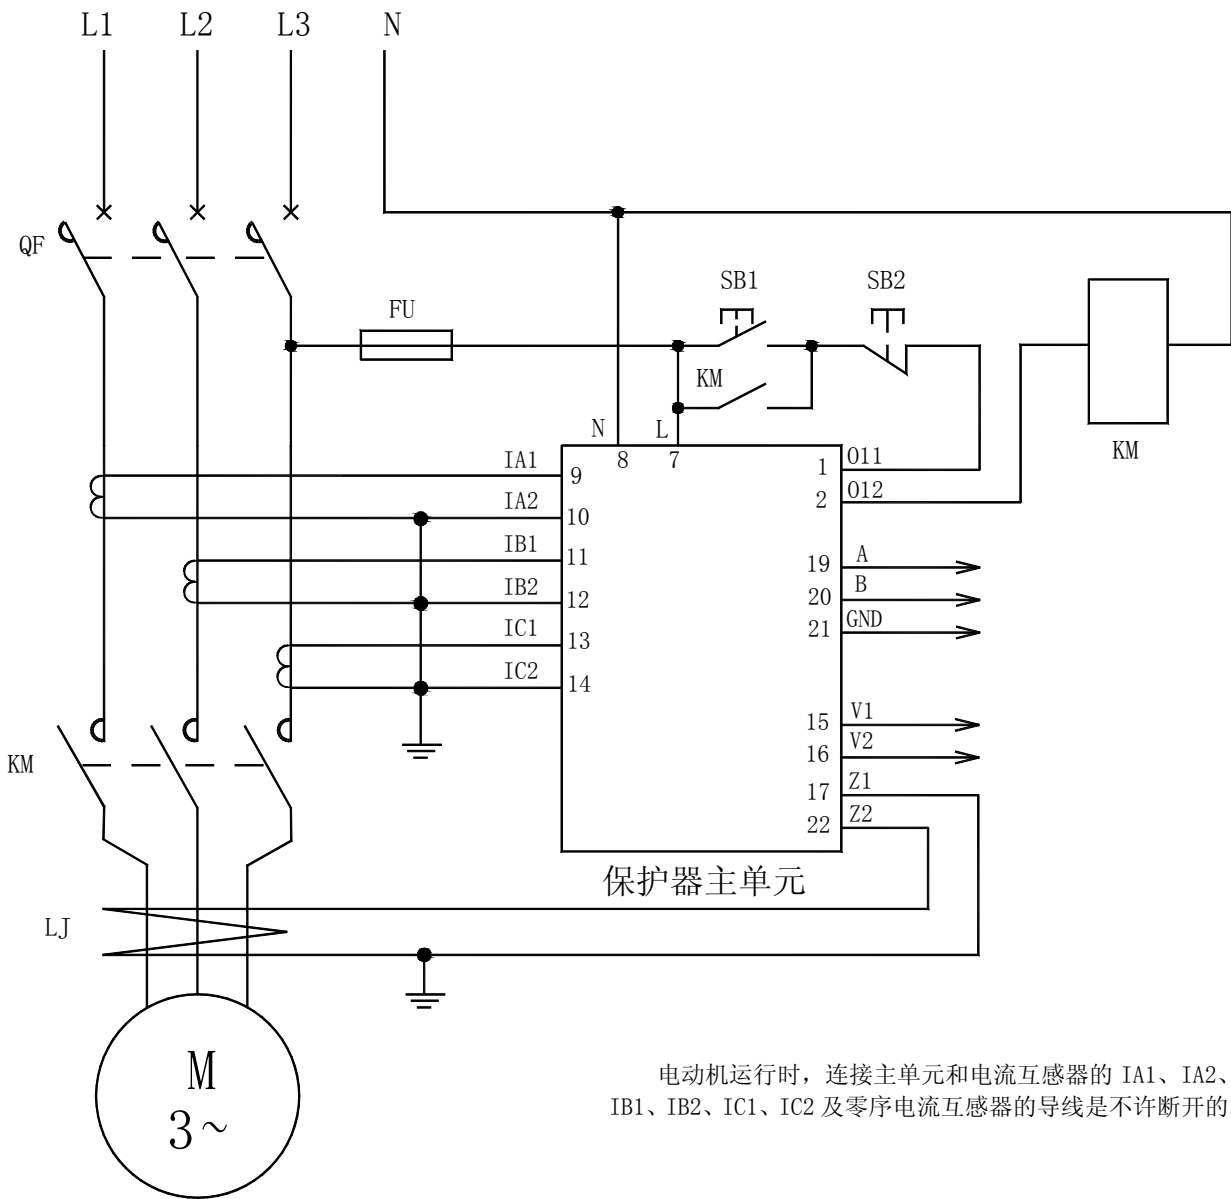 L1 L2 L3 N
QF
SB1 SB2
FU
KM
N L
8 7
KM
IA1 9
1 O11
IA2 10
2 O12
IB1 11
19 A
IB2 12
20 B
IC1 13
21 GND
IC2 14
15 V1
16 V2
KM
17 Z1
22 Z2
保护器主单元
LJ
M
3~
电动机运行时，连接主单元和电流互感器的 IA1、IA2、
IB1、IB2、IC1、IC2 及零序电流互感器的导线是不许断开的